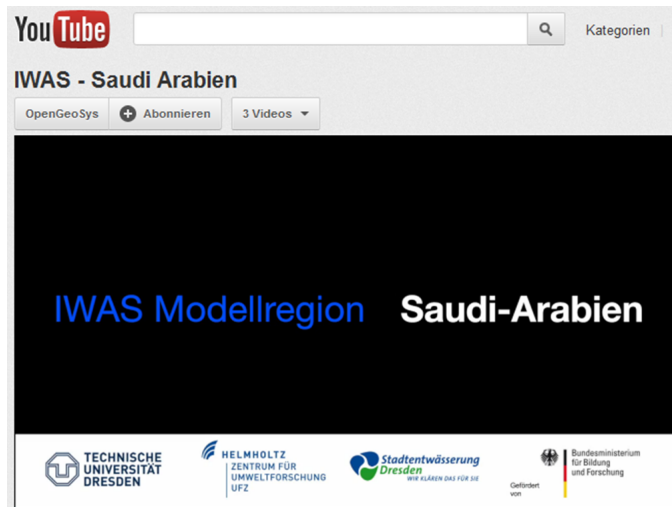 YouTube
Kategorien
IWAS - Saudi Arabien
OpenGeoSys Abonnieren 3 Videos
IWAS Modellregion Saudi-Arabien
TECHNISCHE
UNIVERSITÄT
DRESDEN
HELMHOLTZ
ZENTRUM FÜR
UMWELTFORSCHUNG
UFZ
Stadtentwässerung
Dresden
WIR KLÄREN DAS FÜR SIE
Gefördert
von
Bundesministerium
für Bildung
und Forschung